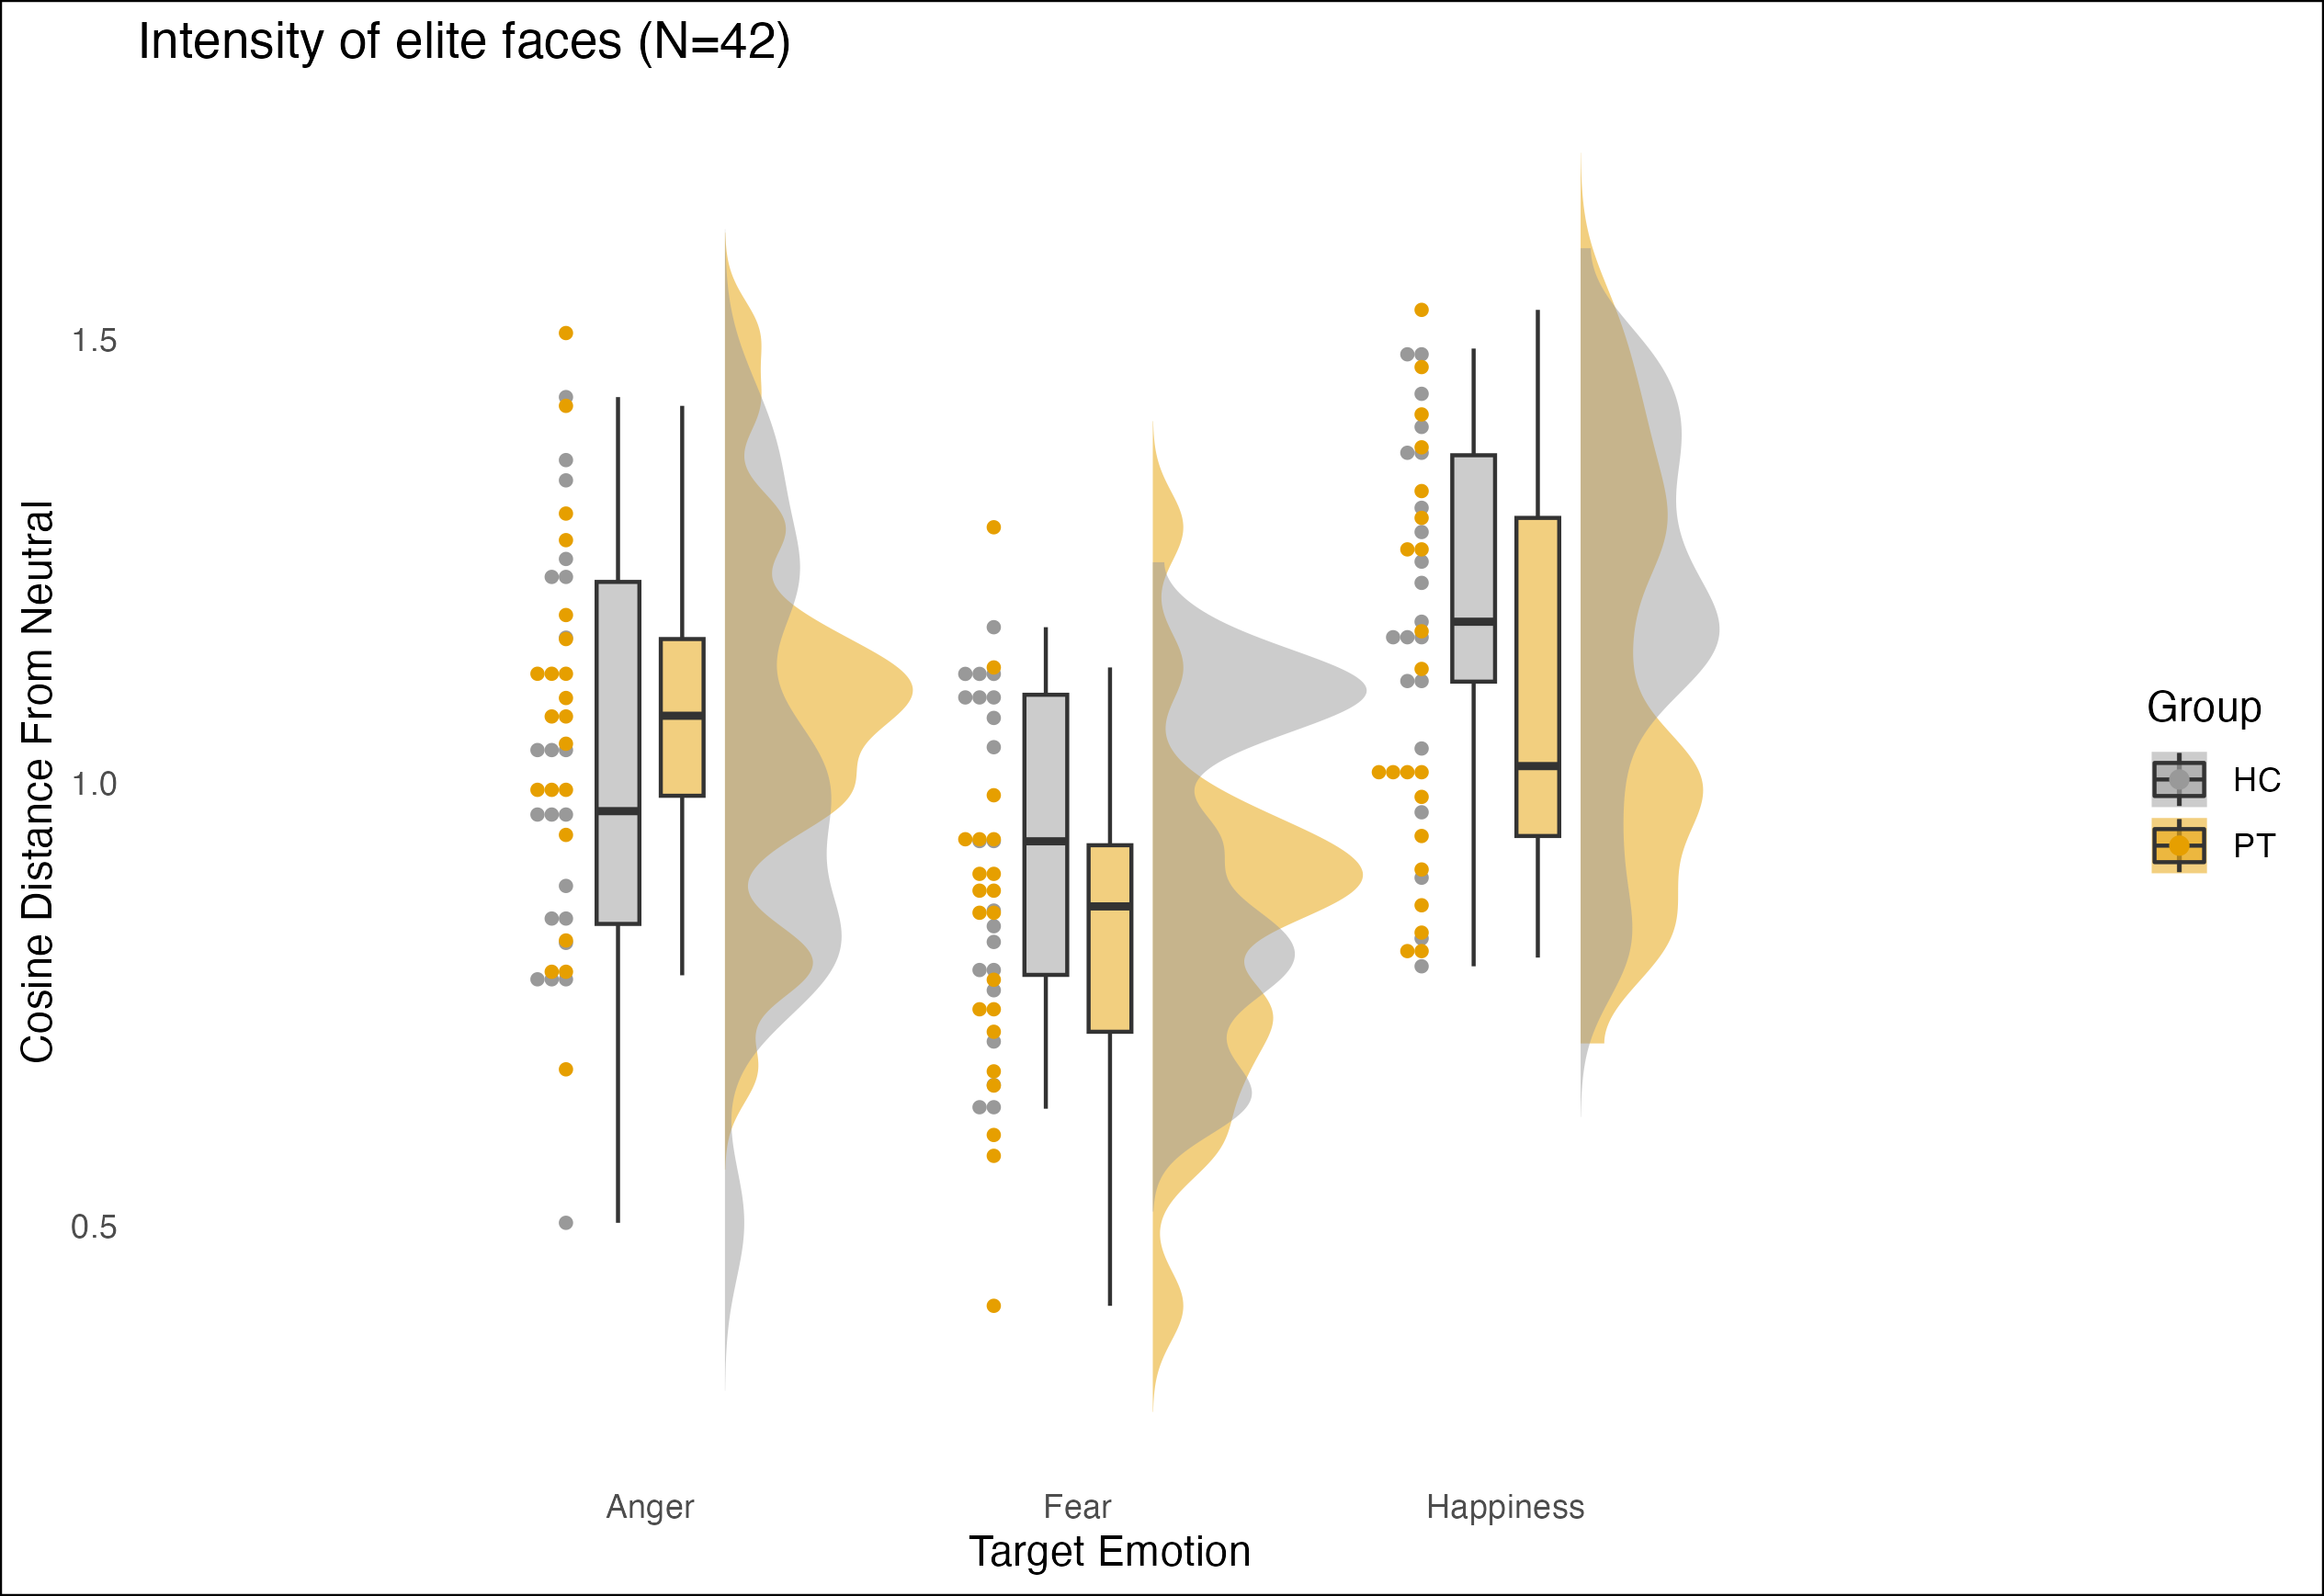 Intensity of elite faces (N=42)
Cosine Distance From Neutral
1.5
1.0
0.5
Anger
Fear
Happiness
Target Emotion
Group
HC
PT